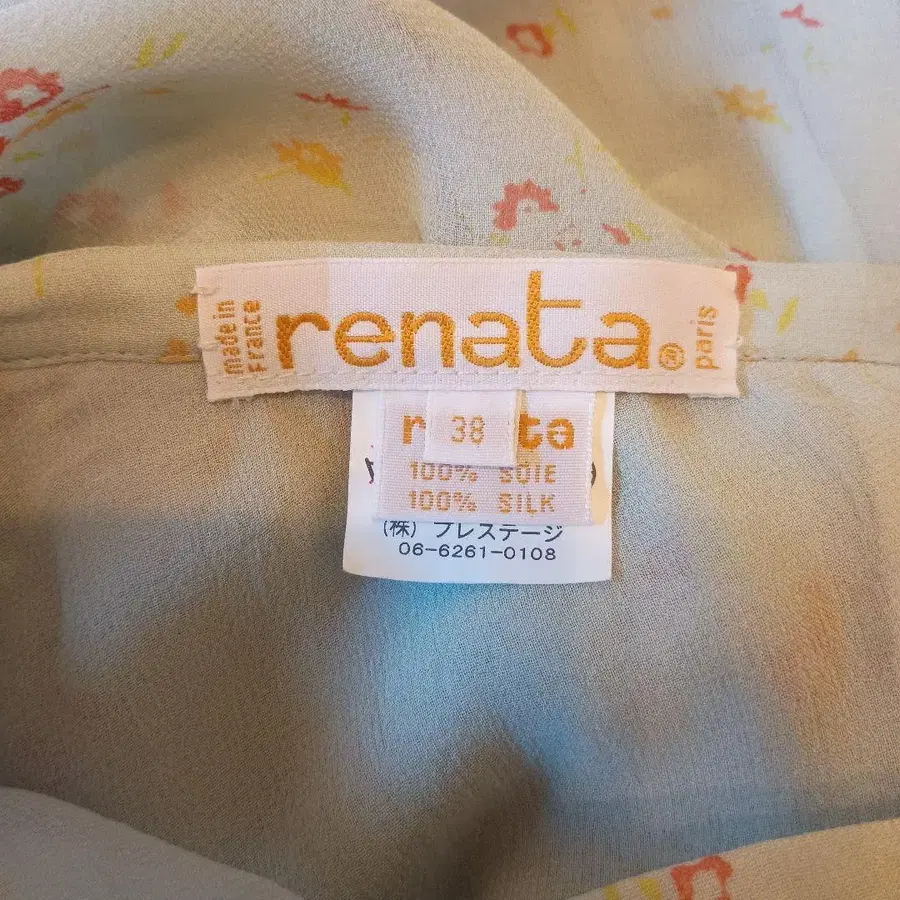 made in
France
renata®
paris
38
100% SOIE
100% SILK
(株) プレステージ
06-6261-0108